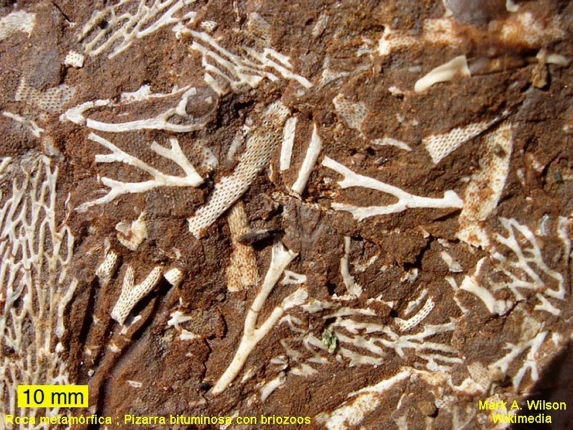 10 mm
Roca metamórfica ; Pizarra bituminosa con briozoos
Mark A. Wilson
Wikimedia